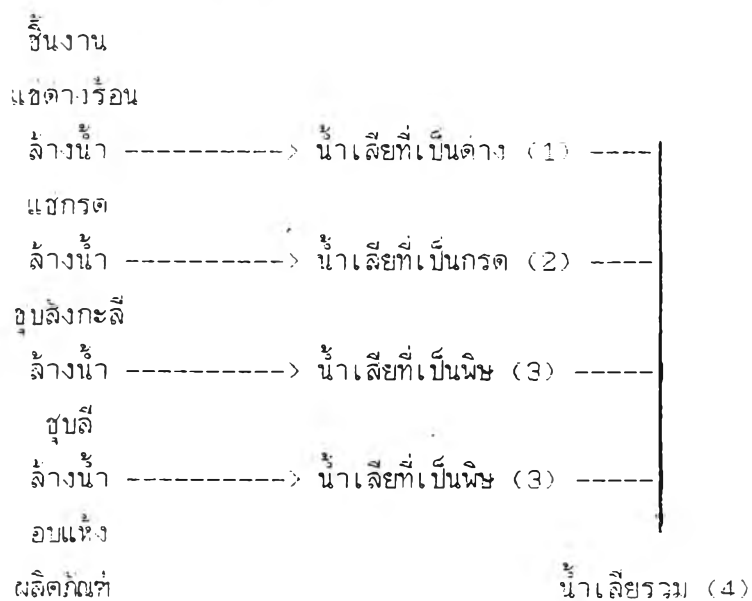 ชิ้นงาน
แช่ด่างร้อน
ล้างน้ำ ----------> น้ำเสียที่เป็นด่าง (1) ----
แช่กรด
ล้างน้ำ ----------> น้ำเสียที่เป็นกรด (2) ----
ชุบสังกะสี
ล้างน้ำ ----------> น้ำเสียที่เป็นพิษ (3) -----
ชุบสี
ล้างน้ำ ----------> น้ำเสียที่เป็นพิษ (3) -----
อบแห้ง
ผลิตภัณฑ์ น้ำเสียรวม (4)